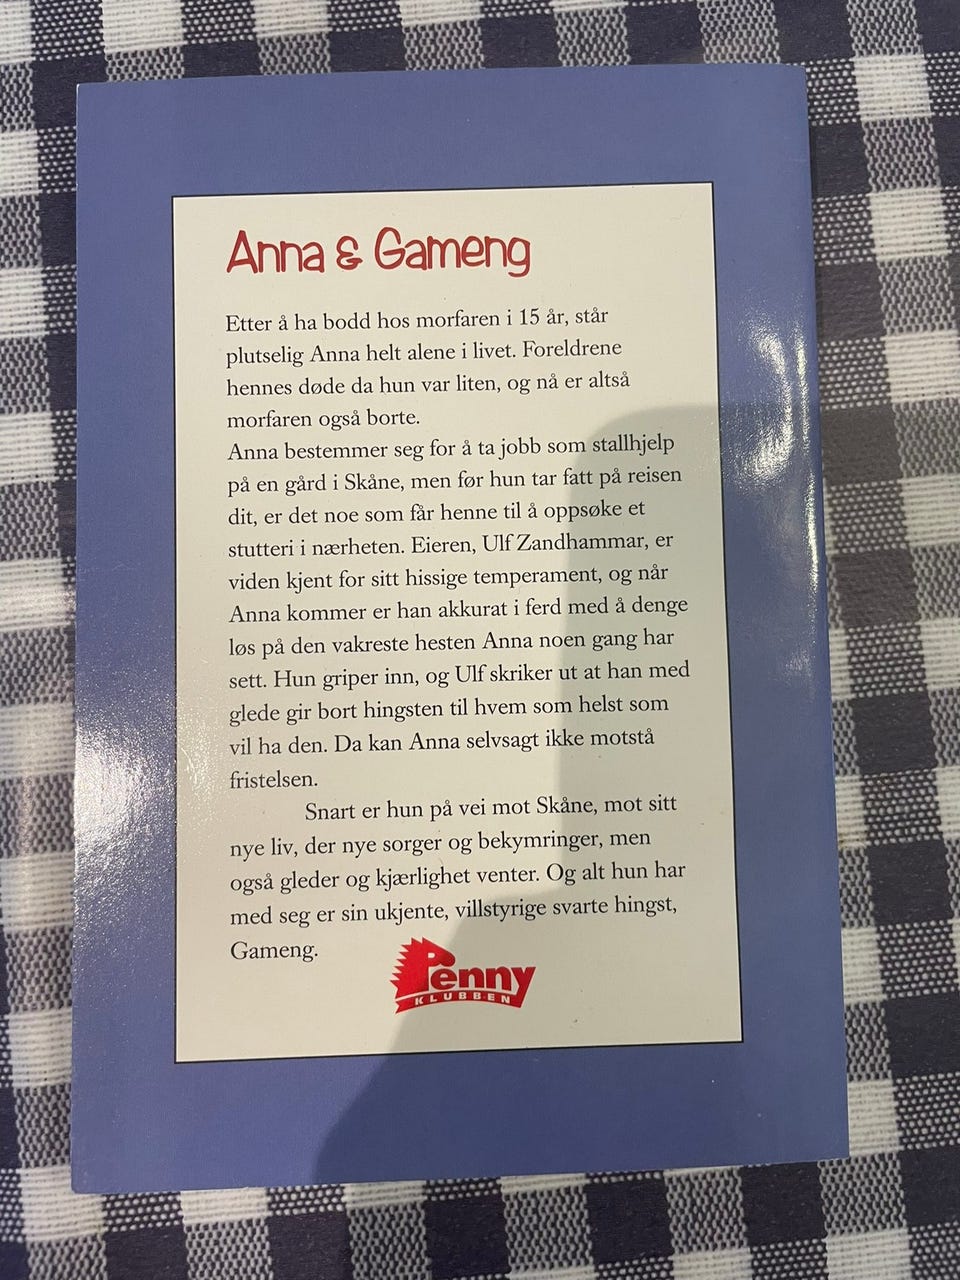 Anna & Gameng
Etter å ha bodd hos morfaren i 15 år, står
plutselig Anna helt alene i livet. Foreldrene
hennes døde da hun var liten, og nå er altså
morfaren også borte.
Anna bestemmer seg for å ta jobb som stallhjelp
på en gård i Skåne, men før hun tar fatt på reisen
dit, er det noe som får henne til å oppsøke et
stutteri i nærheten. Eieren, Ulf Zandhammar, er
viden kjent for sitt hissige temperament, og når
Anna kommer er han akkurat i ferd med å denge
løs på den vakreste hesten Anna noen gang har
sett. Hun griper inn, og Ulf skriker ut at han med
glede gir bort hingsten til hvem som helst som
vil ha den. Da kan Anna selvsagt ikke motstå
fristelsen.
Snart er hun på vei mot Skåne, mot sitt
nye liv, der nye sorger og bekymringer, men
også gleder og kjærlighet venter. Og alt hun har
med seg er sin ukjente, villstyrige svarte hingst,
Gameng.
Penny
KLUBBEN